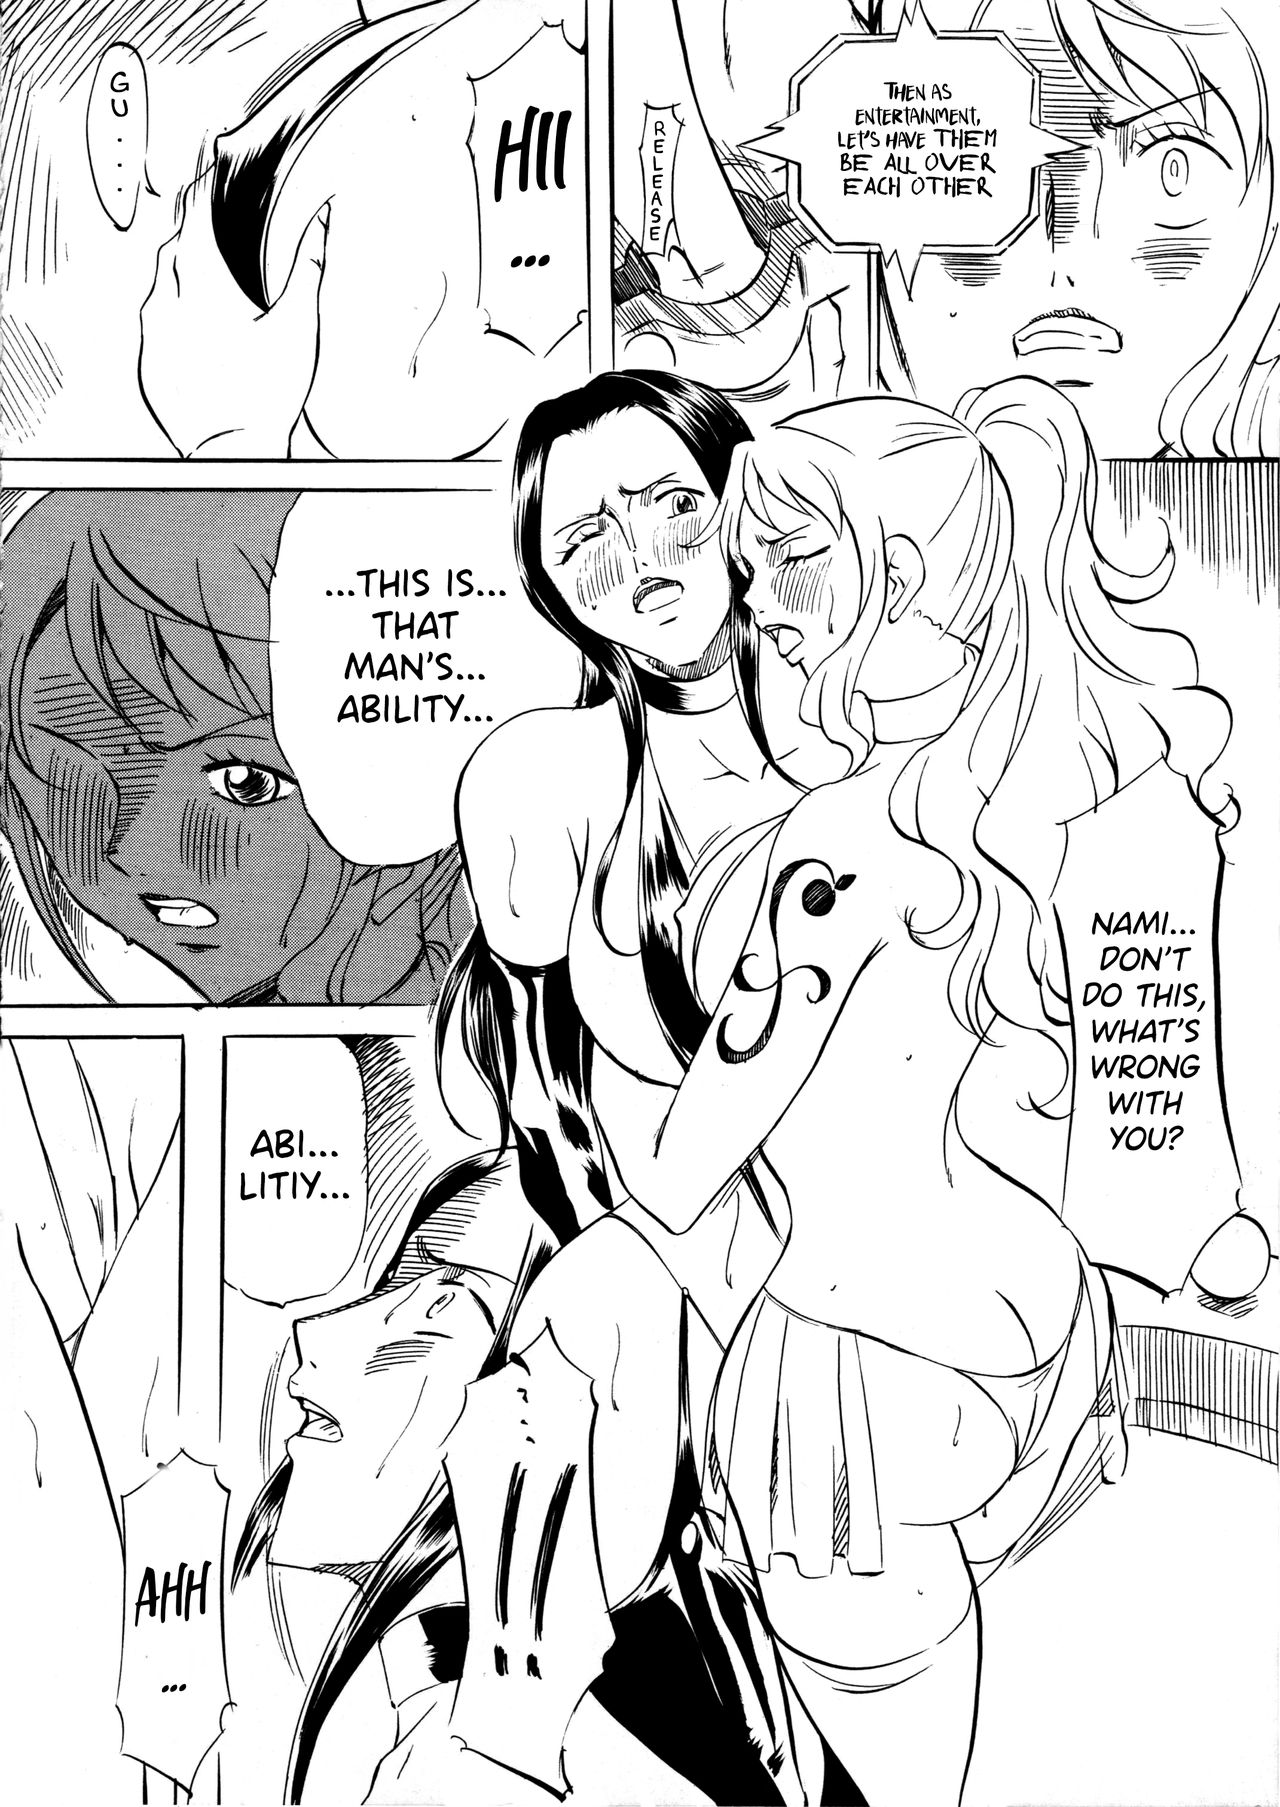 THEN AS
ENTERTAINMENT,
LET'S HAVE THEM
BE ALL OVER
EACH OTHER
RELEASE
HII
...
GU....
...THIS IS...
THAT
MAN'S...
ABILITY...
NAMI...
DON'T
DO THIS,
WHAT'S
WRONG
WITH
YOU?
ABI...
LITIY...
...!!
AHH
...